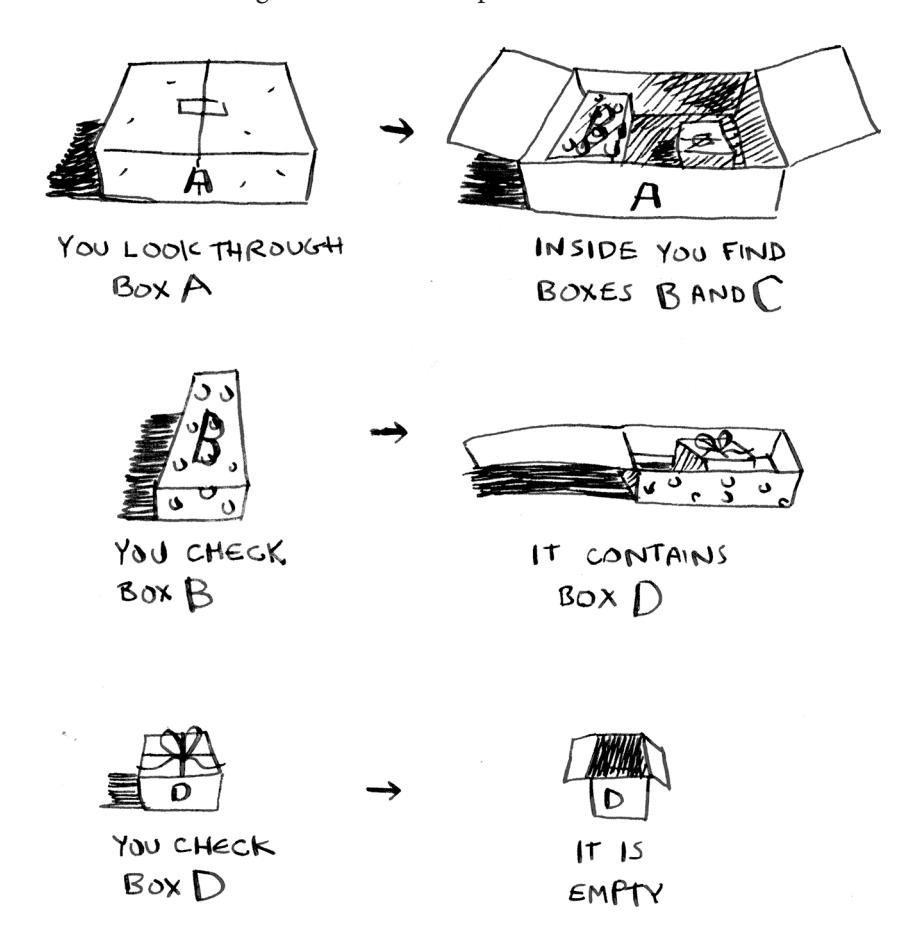 A
A
YOU LOOK THROUGH
BOX A
INSIDE YOU FIND
BOXES B AND C
B
YOU CHECK
BOX B
IT CONTAINS
BOX D
D
D
YOU CHECK
BOX D
IT IS
EMPTY